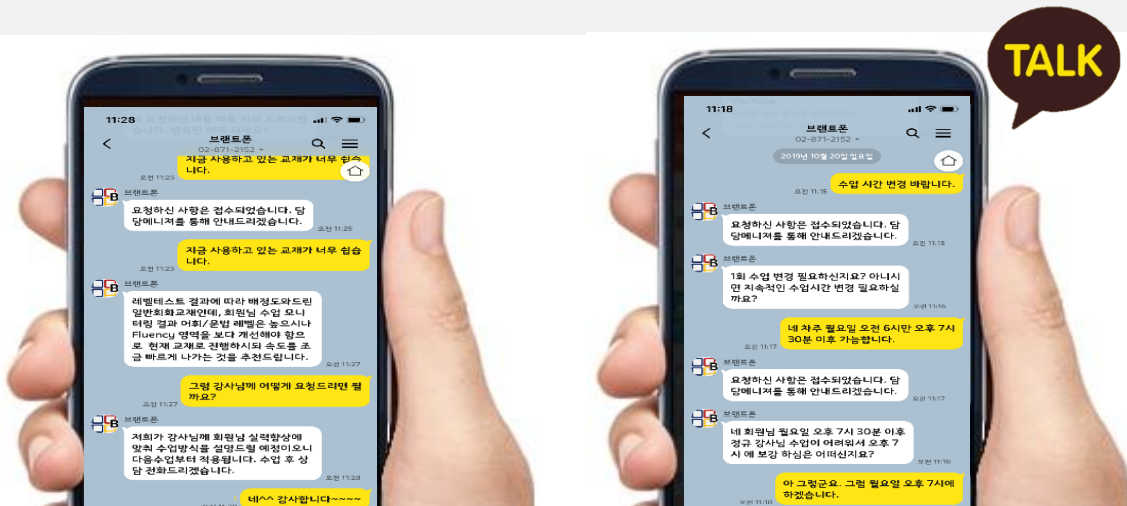 TALK
11:28
브랜트폰
02-871-2152
지금 사용하고 있는 교재가 너무 쉽습
니다.
오전 11:25
브랜트폰
요청하신 사항은 접수되었습니다. 담
당메니져를 통해 안내드리겠습니다.
오전 11:25
지금 사용하고 있는 교재가 너무 쉽습
니다.
오전 11:25
브랜트폰
레벨테스트 결과에 따라 배정도와드린
일반회화교재인데, 회원님 수업 모니
터링 결과 어휘/문법 레벨은 높으시나
Fluency 영역을 보다 개선해야 함으
로 현재 교재로 진행하시되 속도를 조
금 빠르게 나가는 것을 추천드립니다.
오전 11:27
그럼 강사님께 어떻게 요청드리면 될
까요?
오전 11:27
브랜트폰
저희가 강사님께 회원님 실력향상에
맞춰 수업방식을 설명드릴 예정이오니
다음수업부터 적용됩니다. 수업 후 상
담 전화드리겠습니다.
오전 11:28
네^^ 감사합니다~~~~
11:18
YouTube
브랜트폰
02-871-2152
2019년 10월 20일 일요일
수업 시간 변경 바랍니다.
오전 11:15
브랜트폰
요청하신 사항은 접수되었습니다. 담
당메니져를 통해 안내드리겠습니다.
오전 11:15
브랜트폰
1회 수업 변경 필요하신지요? 아니시
면 지속적인 수업시간 변경 필요하실
까요?
오전 11:16
네 차주 월요일 오전 6시만 오후 7시
30분 이후 가능합니다.
오전 11:17
브랜트폰
요청하신 사항은 접수되었습니다. 담
당메니져를 통해 안내드리겠습니다.
오전 11:17
브랜트폰
네 회원님 월요일 오후 7시 30분 이후
정규 강사님 수업이 어려워서 오후 7
시 에 보강 하심은 어떠신지요?
오전 11:18
아 그렇군요. 그럼 월요일 오후 7시에
하겠습니다.
오전 11:18